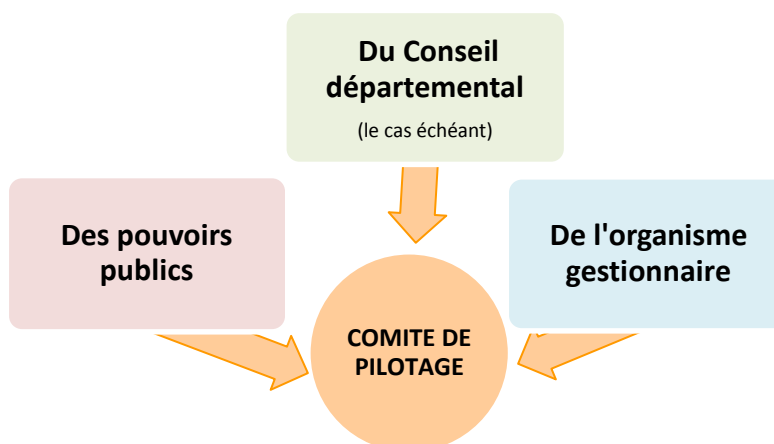 Du Conseil
départemental
(le cas échéant)
Des pouvoirs
publics
De l'organisme
gestionnaire
COMITE DE
PILOTAGE